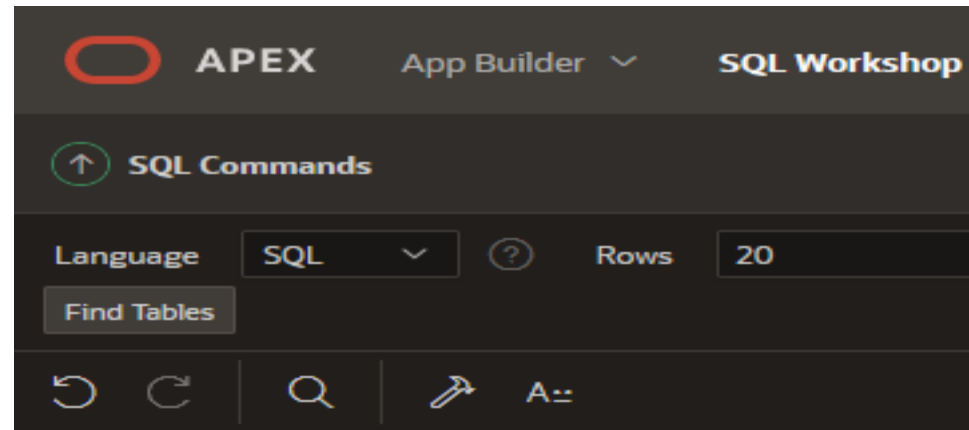 APEX App Builder SQL Workshop
SQL Commands
Language SQL ? Rows 20
Find Tables
A::